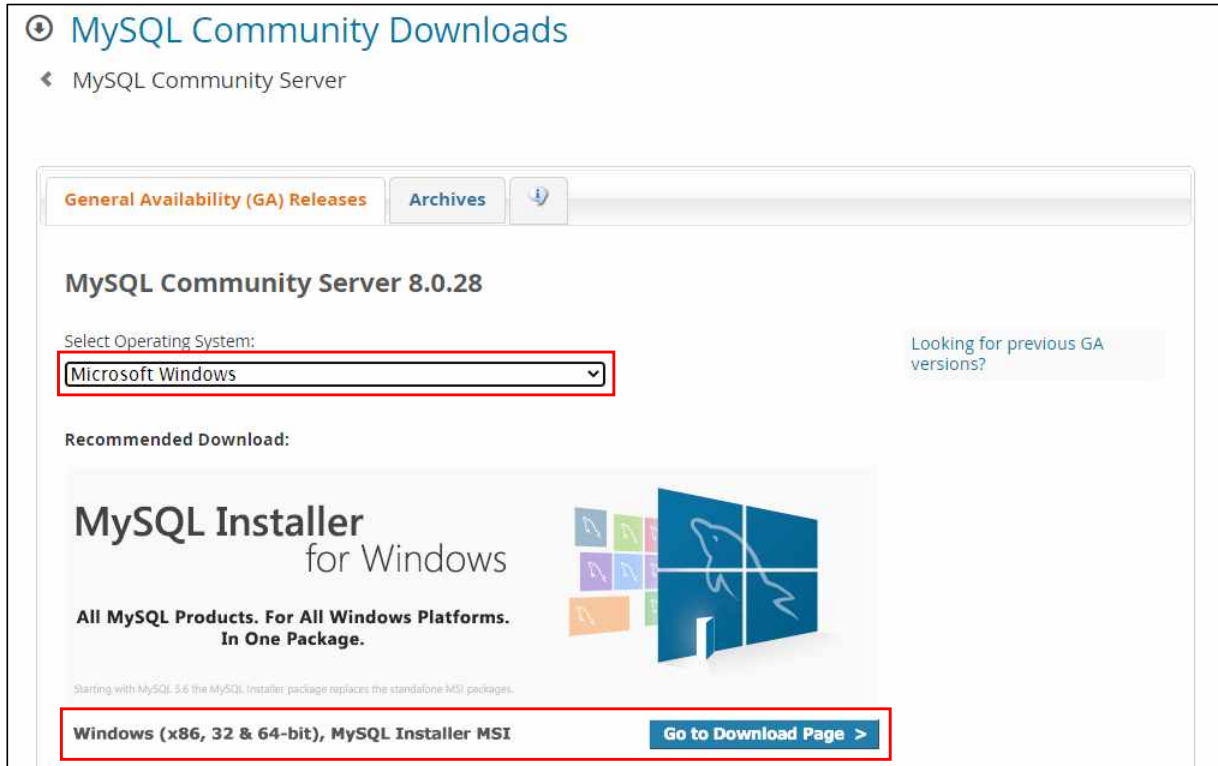 MySQL Community Downloads
MySQL Community Server
General Availability (GA) Releases
Archives
i
MySQL Community Server 8.0.28
Select Operating System:
Microsoft Windows
Looking for previous GA
versions?
Recommended Download:
MySQL Installer
for Windows
All MySQL Products. For All Windows Platforms.
In One Package.
Starting with MySQL 5.6 the MySQL Installer package replaces the standalone MSI packages.
Windows (x86, 32 & 64-bit), MySQL Installer MSI
Go to Download Page >